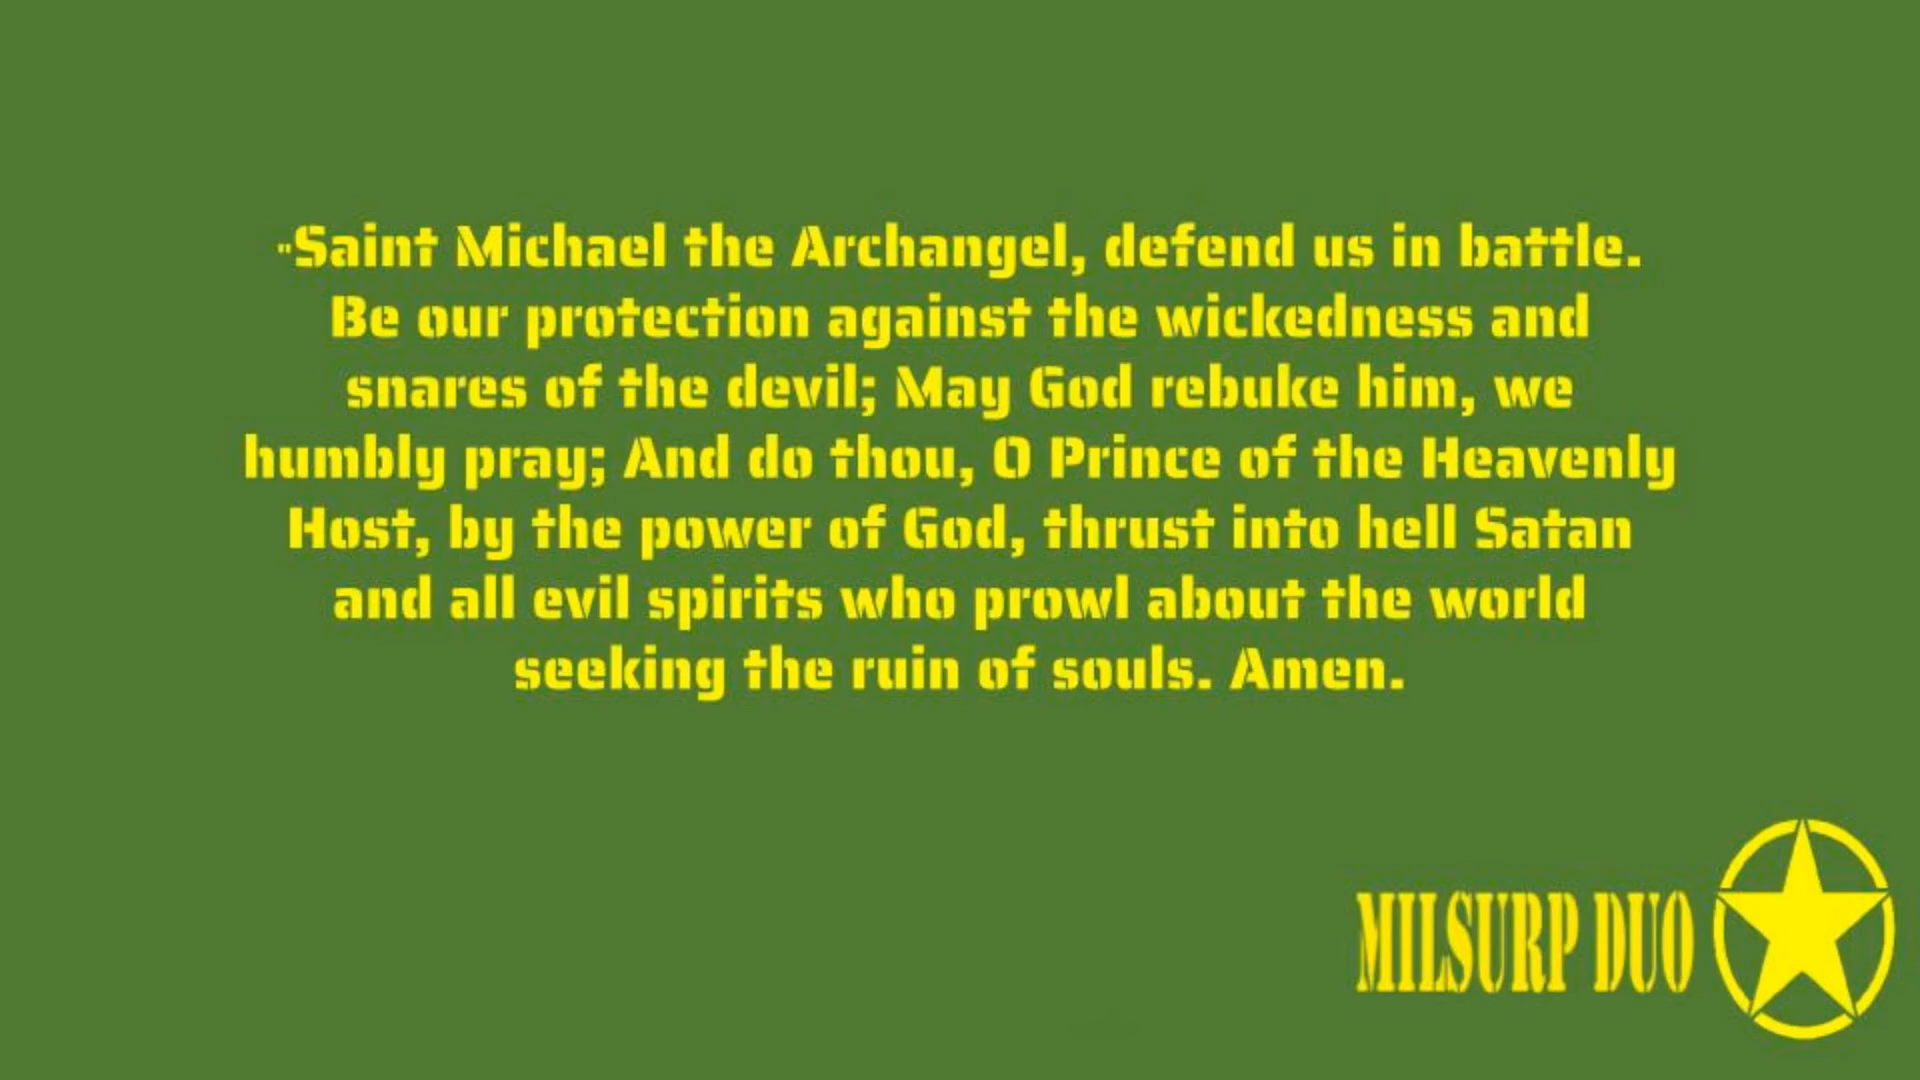 "Saint Michael the Archangel, defend us in battle.
Be our protection against the wickedness and
snares of the devil; May God rebuke him, we
humbly pray; And do thou, O Prince of the Heavenly
Host, by the power of God, thrust into hell Satan
and all evil spirits who prowl about the world
seeking the ruin of souls. Amen.
MILSURP DUO